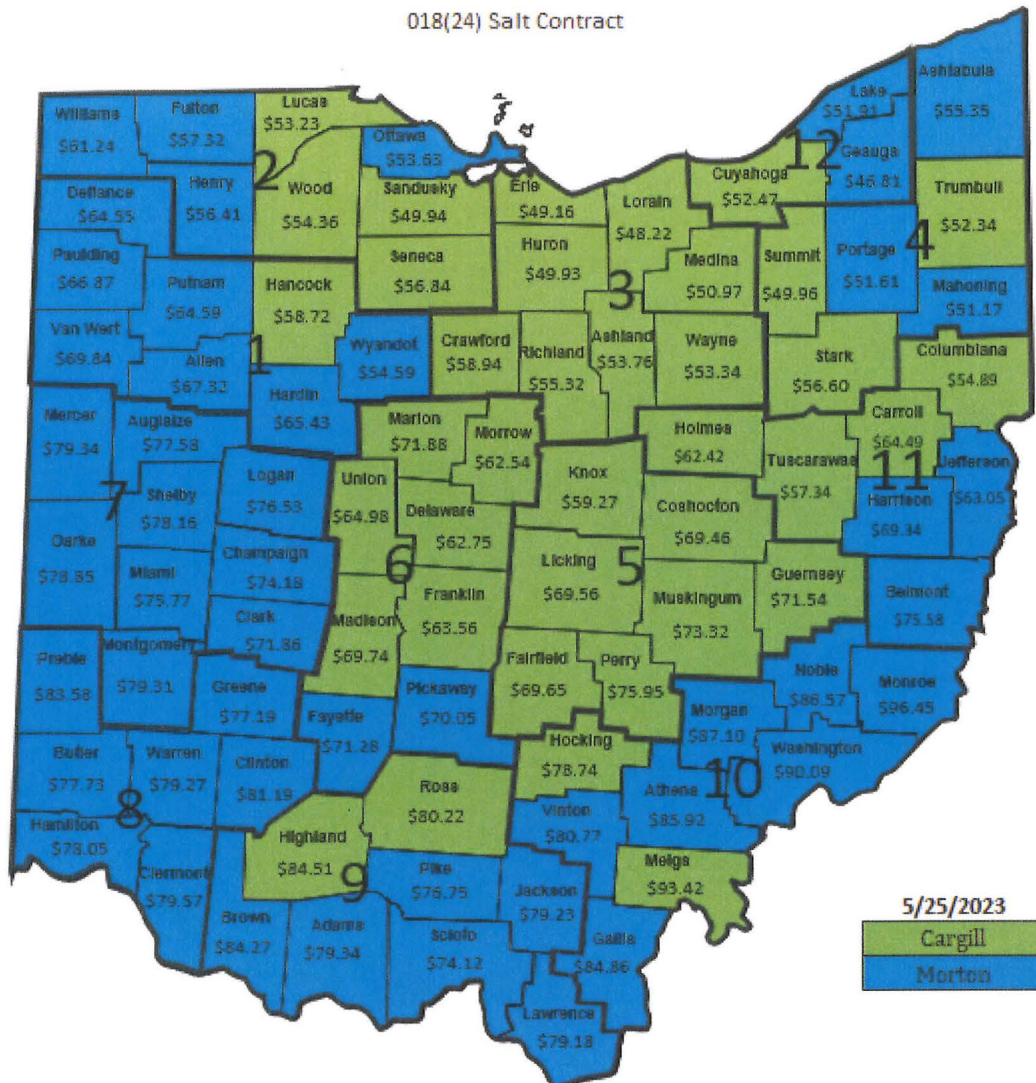 018(24) Salt Contract
Williams
$61.24
Fulton
$57.32
Lucas
$53.23
2
Ottawa
$53.63
Lake
$51.91
Ashtabula
$55.35
12
Geauga
$46.81
Defiance
$64.55
Henry
$56.41
Wood
$54.36
Sandusky
$49.94
Erie
$49.16
Lorain
$48.22
Cuyahoga
$52.47
Trumbull
$52.34
4
Paulding
$66.87
Putnam
$64.59
Hancock
$58.72
Seneca
$56.84
Huron
$49.93
3
Medina
$50.97
Summit
$49.96
Portage
$51.61
Mahoning
$51.17
Van Wert
$69.84
Allen
$67.32
1
Hardin
$65.43
Wyandot
$54.59
Crawford
$58.94
Richland
$55.32
Ashland
$53.76
Wayne
$53.34
Stark
$56.60
Columbiana
$54.89
Mercer
$79.34
Auglaize
$77.58
Marion
$71.88
Morrow
$62.54
Holmes
$62.42
Carroll
$64.49
11
Jefferson
$63.05
7
Shelby
$78.16
Logan
$76.53
Union
$64.98
Delaware
$62.75
Knox
$59.27
Coshocton
$69.46
Tuscarawas
$57.34
Harrison
$69.34
Darke
$78.85
Miami
$75.77
Champaign
$74.18
Clark
$71.86
6
Madison
$69.74
Franklin
$63.56
Licking
$69.56
5
Muskingum
$73.32
Guernsey
$71.54
Belmont
$75.58
Preble
$83.58
Montgomery
$79.31
Greene
$77.19
Fayette
$71.28
Pickaway
$70.05
Fairfield
$69.65
Perry
$75.95
Morgan
$87.10
Noble
$86.57
Monroe
$96.45
Butler
$77.73
Warren
$79.27
Clinton
$81.19
Ross
$80.22
Hocking
$78.74
Athens
$85.92
10
Washington
$90.09
8
Hamilton
$78.05
Clermont
$79.57
Highland
$84.51
9
Pike
$76.75
Vinton
$80.77
Meigs
$93.42
Brown
$84.27
Adams
$79.34
Scioto
$74.12
Jackson
$79.23
Gallia
$84.86
Lawrence
$79.18
5/25/2023
Cargill
Morton